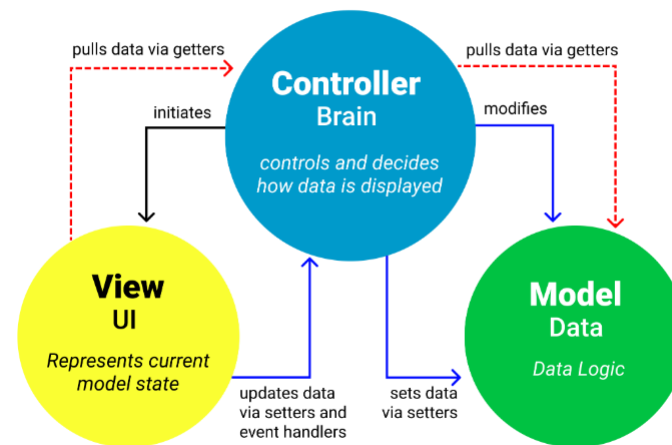 pulls data via getters
pulls data via getters
Controller
Brain
controls and decides
how data is displayed
initiates
modifies
View
UI
Represents current
model state
Model
Data
Data Logic
updates data
via setters and
event handlers
sets data
via setters